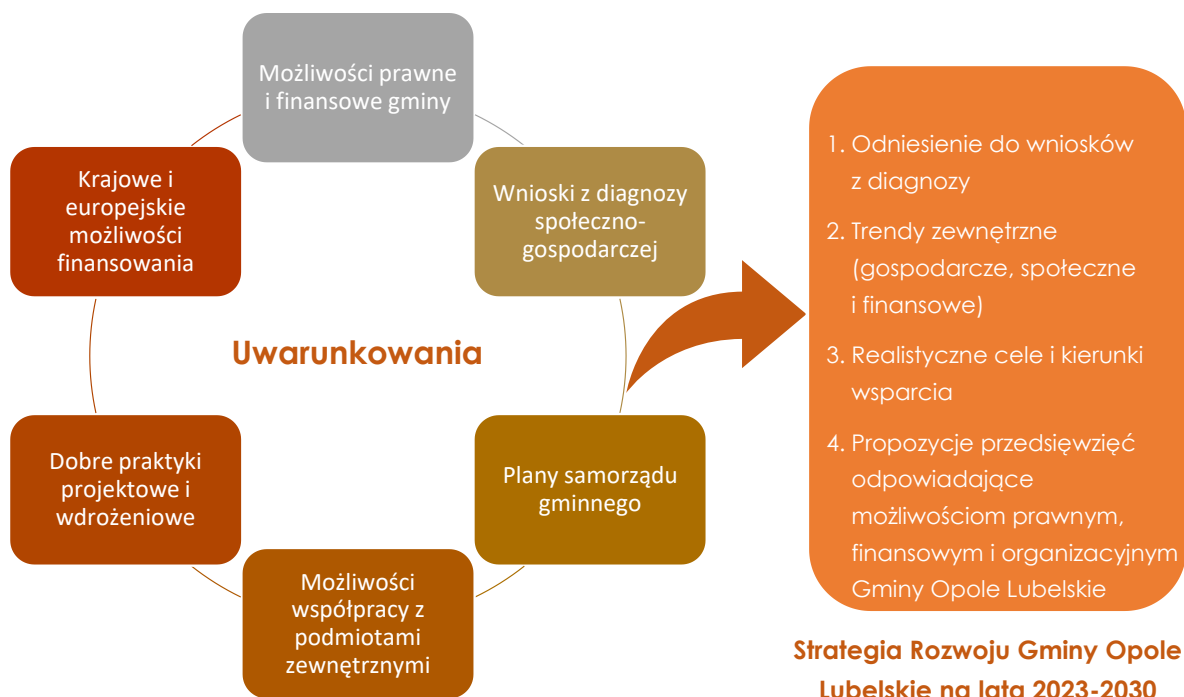 Możliwości prawne
i finansowe gminy
Wnioski z diagnozy
społeczno-
gospodarczej
Plany samorządu
gminnego
Możliwości
współpracy z
podmiotami
zewnętrznymi
Dobre praktyki
projektowe i
wdrożeniowe
Krajowe i
europejskie
możliwości
finansowania
Uwarunkowania
1. Odniesienie do wniosków
z diagnozy
2. Trendy zewnętrzne
(gospodarcze, społeczne
i finansowe)
3. Realistyczne cele i kierunki
wsparcia
4. Propozycje przedsięwzięć
odpowiadające
możliwościom prawnym,
finansowym i organizacyjnym
Gminy Opole Lubelskie
Strategia Rozwoju Gminy Opole
Lubelskie na lata 2023-2030